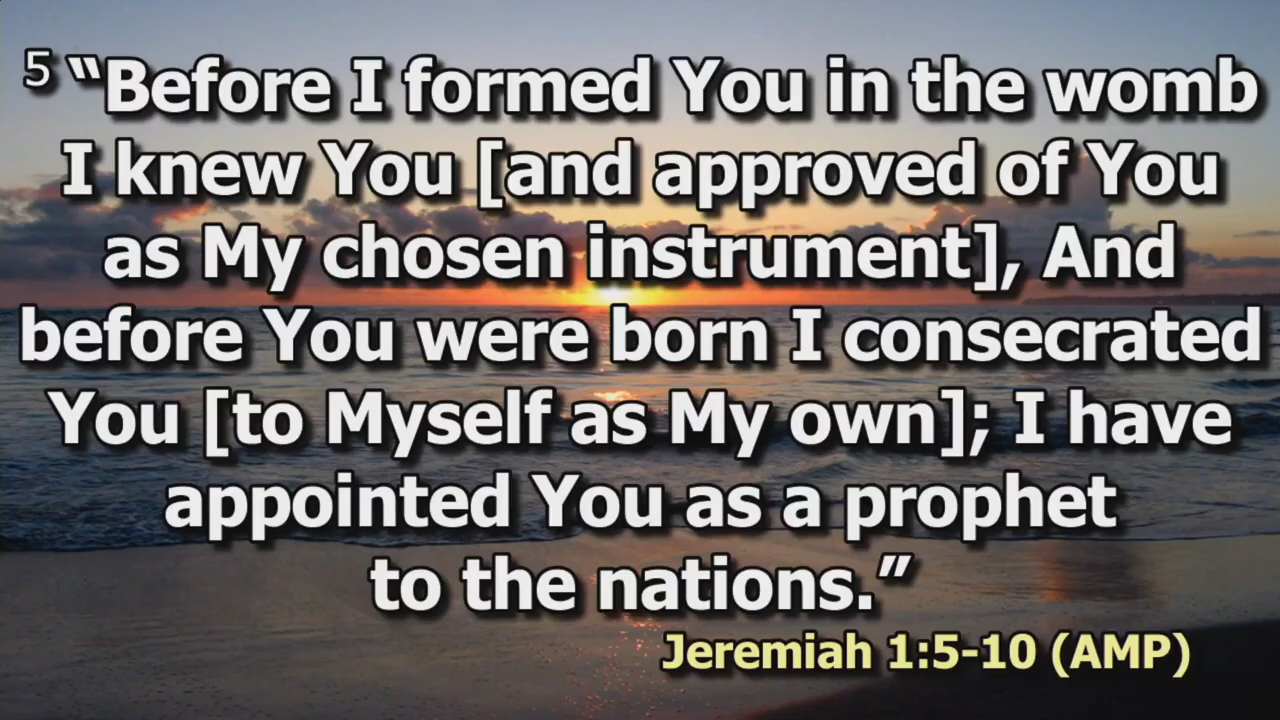 5 “Before I formed You in the womb
I knew You [and approved of You
as My chosen instrument], And
before You were born I consecrated
You [to Myself as My own]; I have
appointed You as a prophet
to the nations.”
Jeremiah 1:5-10 (AMP)